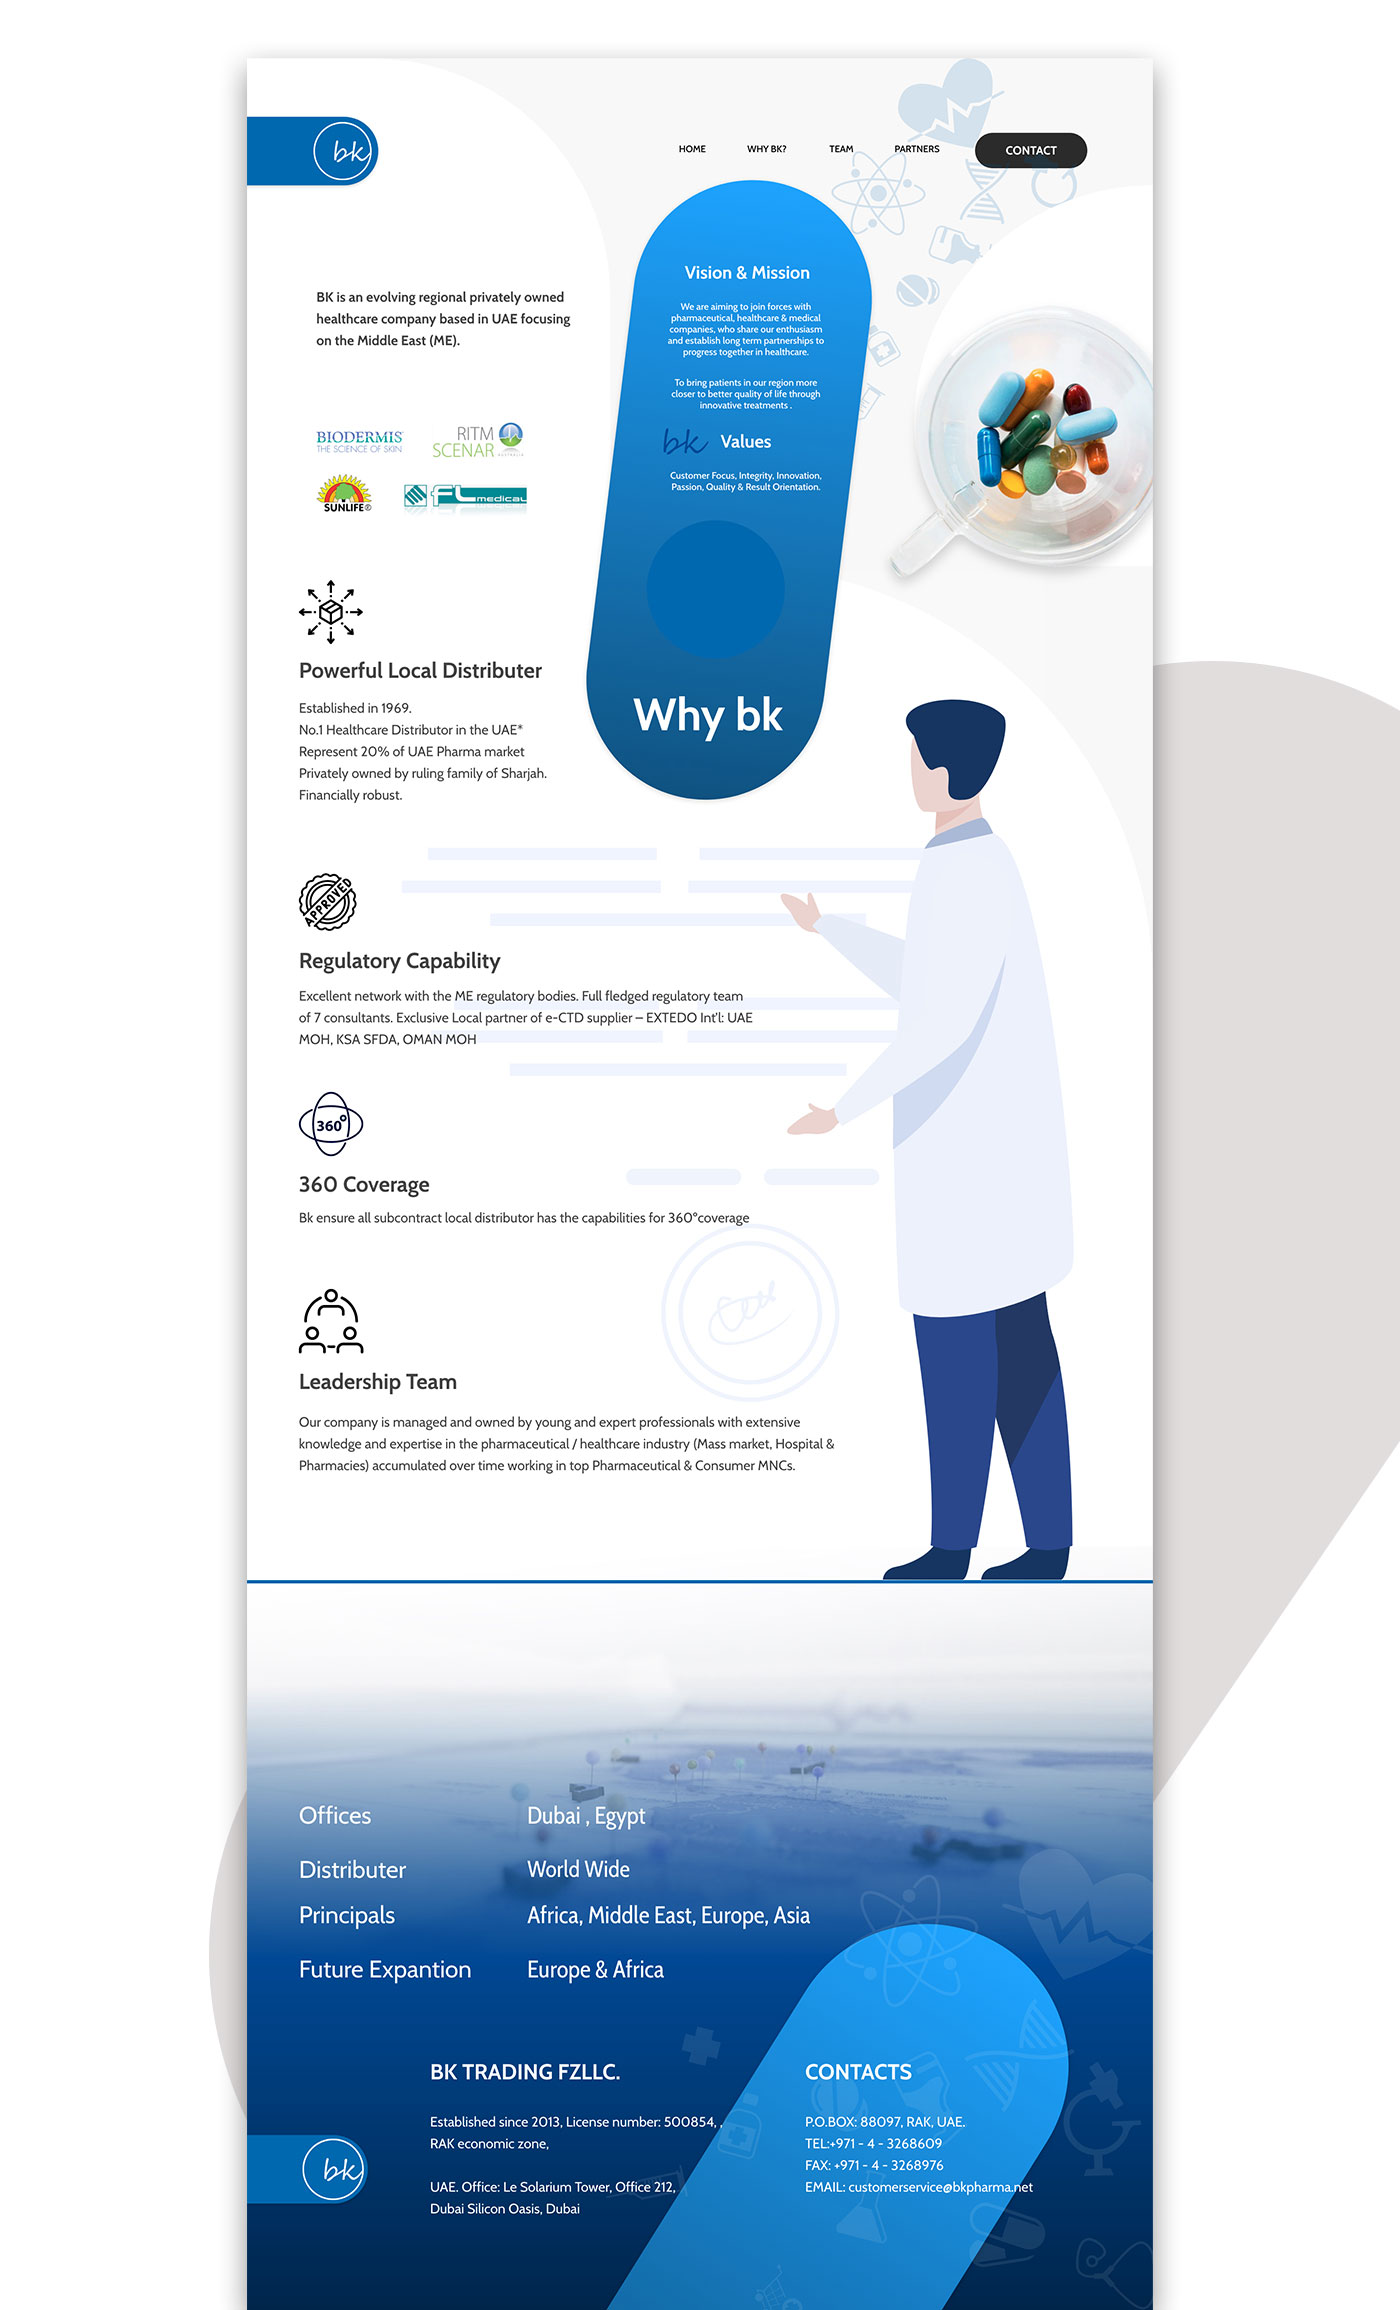 bk
HOME
WHY BK?
TEAM
PARTNERS
CONTACT
BK is an evolving regional privately owned
healthcare company based in UAE focusing
on the Middle East (ME).
BIODERMIS
THE SCIENCE OF SKIN
RITM
SCENAR
AUSTRALIA
SUNLIFE®
FL medical
Vision & Mission
We are aiming to join forces with
pharmaceutical, healthcare & medical
companies, who share our enthusiasm
and establish long term partnerships to
progress together in healthcare.
To bring patients in our region more
closer to better quality of life through
innovative treatments .
bk Values
Customer Focus, Integrity, Innovation,
Passion, Quality & Result Orientation.
Why bk
Powerful Local Distributer
Established in 1969.
No.1 Healthcare Distributor in the UAE*
Represent 20% of UAE Pharma market
Privately owned by ruling family of Sharjah.
Financially robust.
APPROVED
Regulatory Capability
Excellent network with the ME regulatory bodies. Full fledged regulatory team
of 7 consultants. Exclusive Local partner of e-CTD supplier – EXTEDO Int'l: UAE
MOH, KSA SFDA, OMAN MOH
360°
360 Coverage
Bk ensure all subcontract local distributor has the capabilities for 360°coverage
Leadership Team
Our company is managed and owned by young and expert professionals with extensive
knowledge and expertise in the pharmaceutical / healthcare industry (Mass market, Hospital &
Pharmacies) accumulated over time working in top Pharmaceutical & Consumer MNCs.
Offices
Dubai , Egypt
Distributer
World Wide
Principals
Africa, Middle East, Europe, Asia
Future Expantion
Europe & Africa
bk
BK TRADING FZLLC.
Established since 2013, License number: 500854, ,
RAK economic zone,
UAE. Office: Le Solarium Tower, Office 212,
Dubai Silicon Oasis, Dubai
CONTACTS
P.O.BOX: 88097, RAK, UAE.
TEL:+971 - 4 - 3268609
FAX: +971 - 4 - 3268976
EMAIL: customerservice@bkpharma.net